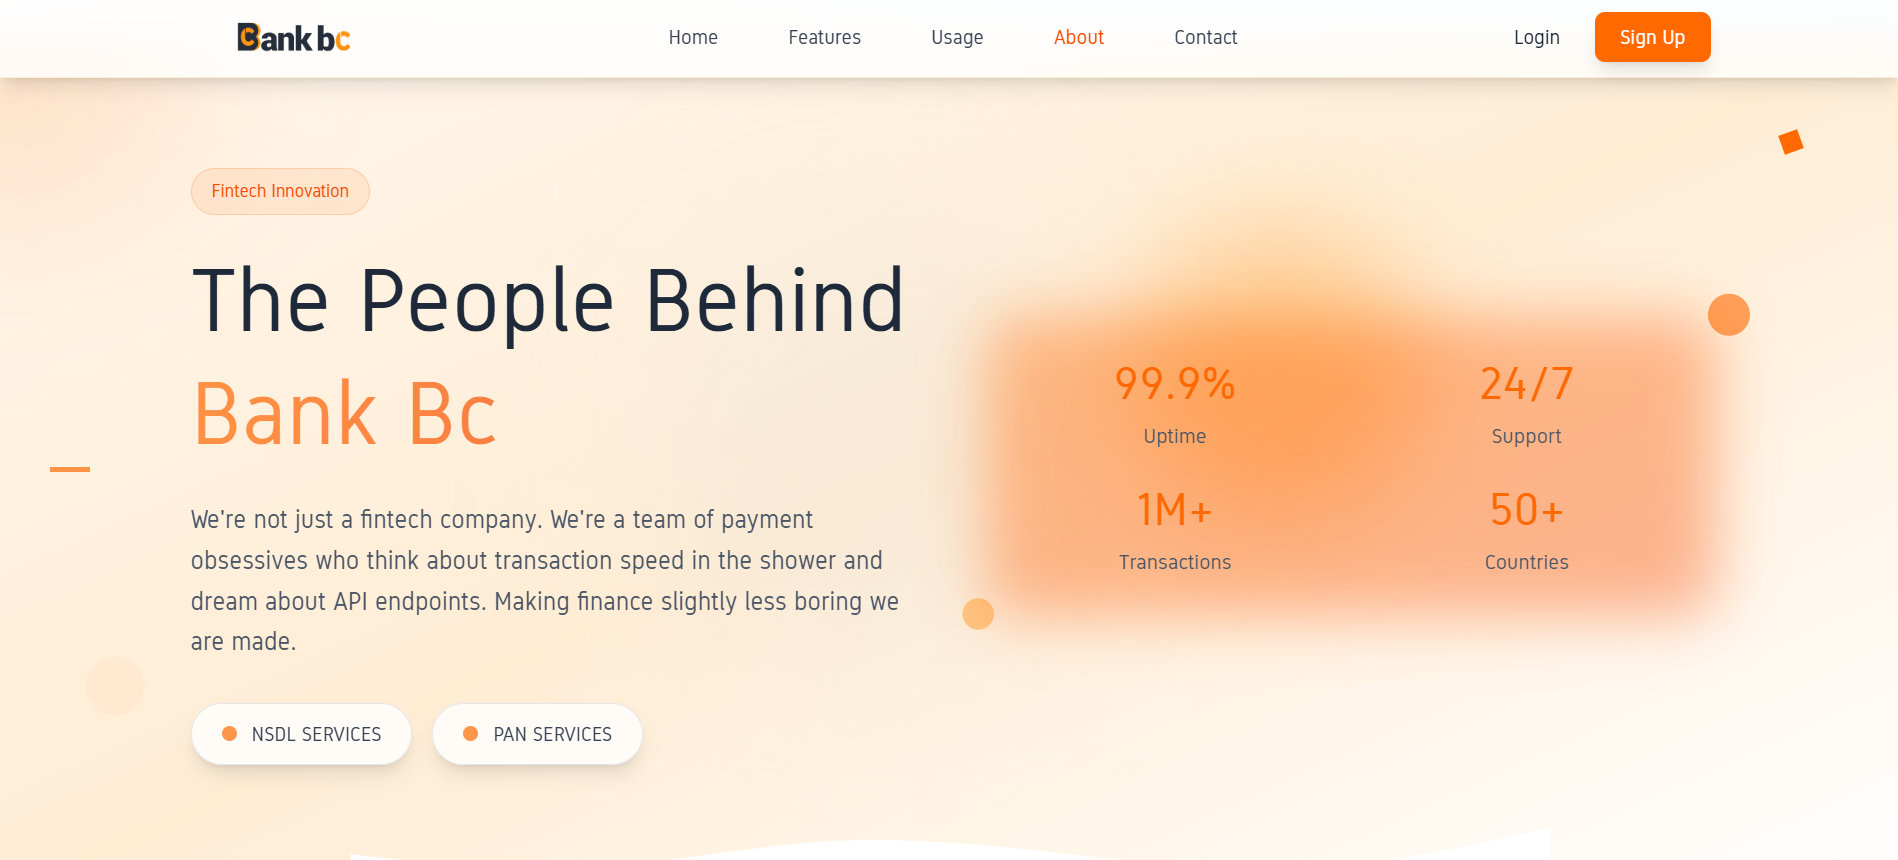 Bank bc
Home Features Usage About Contact
Login Sign Up
Fintech Innovation
The People Behind
Bank Bc
We're not just a fintech company. We're a team of payment
obsessives who think about transaction speed in the shower and
dream about API endpoints. Making finance slightly less boring we
are made.
NSDL SERVICES PAN SERVICES
99.9% 24/7
Uptime Support
1M+ 50+
Transactions Countries